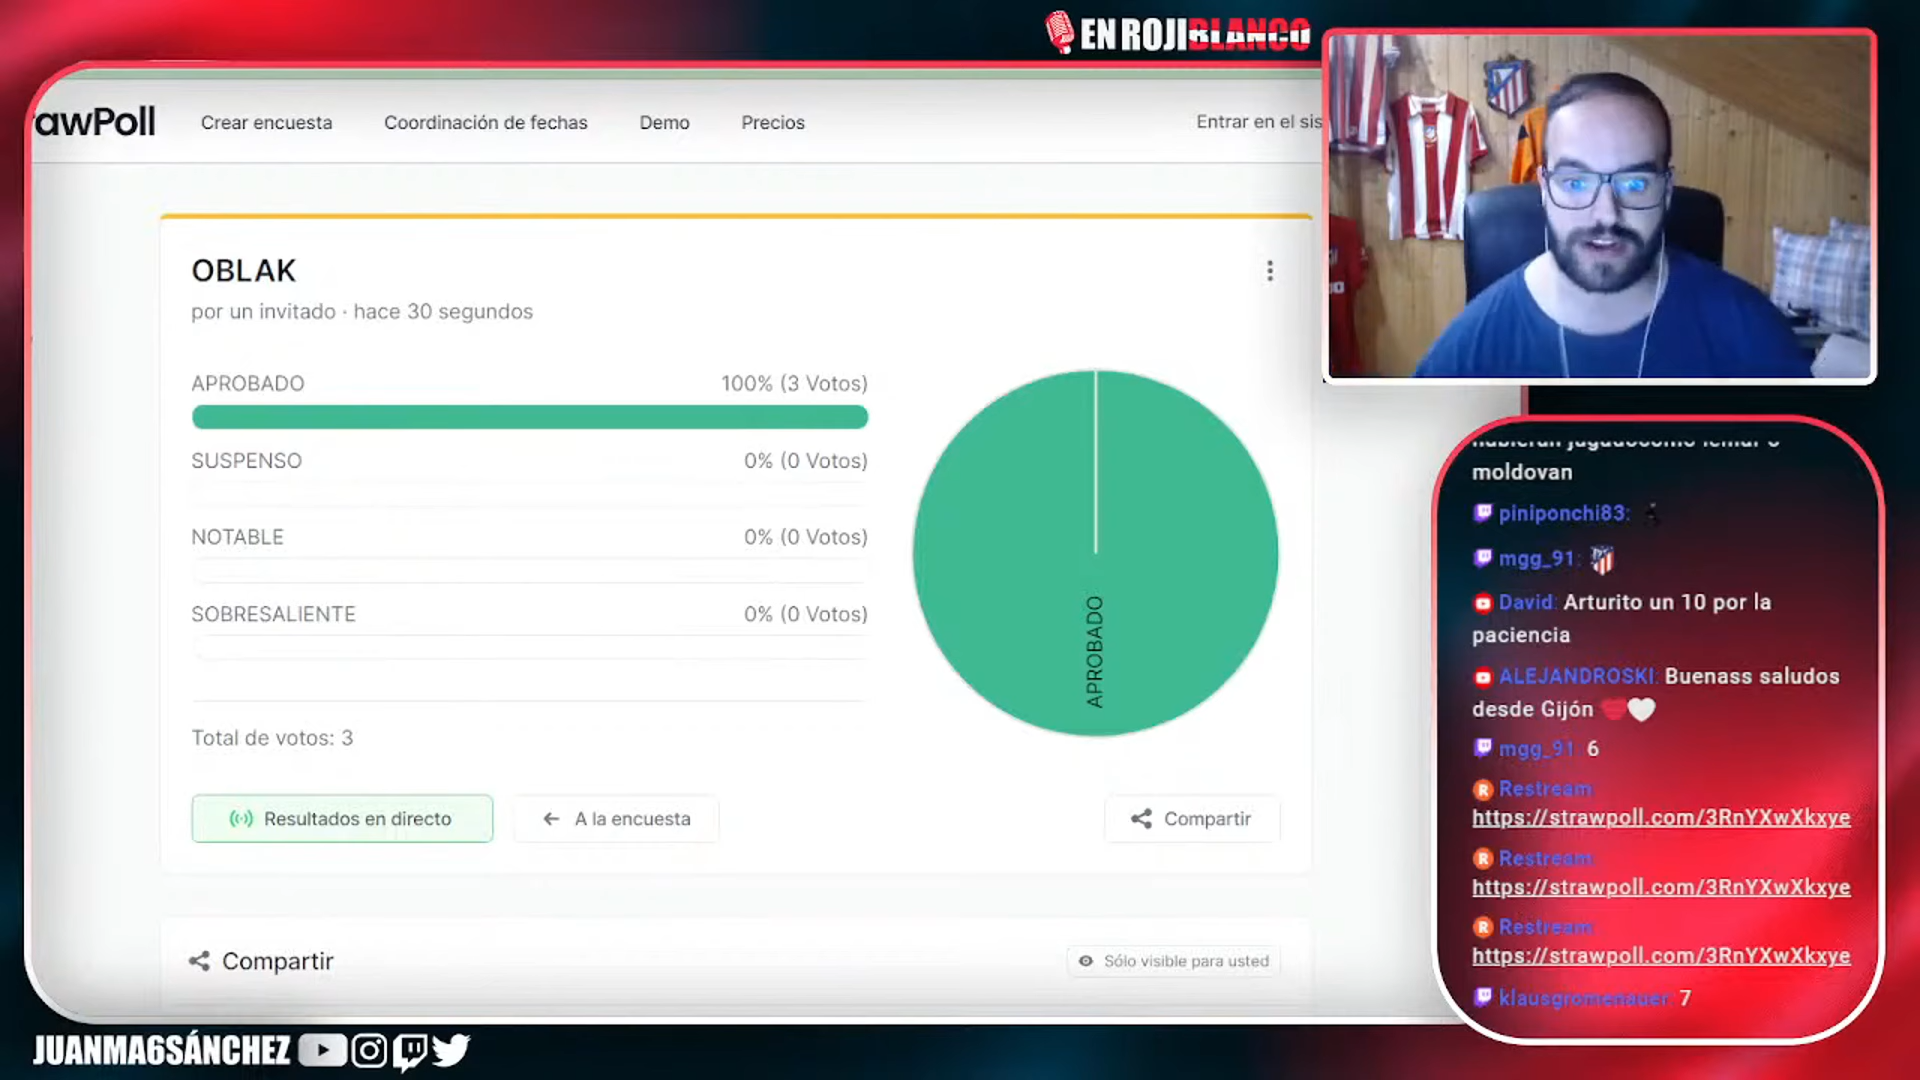 EN ROJIBLANCO
awPoll
Crear encuesta
Coordinación de fechas
Demo
Precios
Entrar en el sis
OBLAK
por un invitado · hace 30 segundos
APROBADO
100% (3 Votos)
SUSPENSO
0% (0 Votos)
NOTABLE
0% (0 Votos)
SOBRESALIENTE
0% (0 Votos)
Total de votos: 3
APROBADO
Resultados en directo
A la encuesta
Compartir
Compartir
Sólo visible para usted
moldovan
piniponchi83:
mgg_91:
David: Arturito un 10 por la
paciencia
ALEJANDROSKI: Buenass saludos
desde Gijón
mgg_91: 6
Restream:
https://strawpoll.com/3RnYXwXkxye
Restream:
https://strawpoll.com/3RnYXwXkxye
Restream:
https://strawpoll.com/3RnYXwXkxye
klausgromenauer: 7
JUANMA6SÁNCHEZ